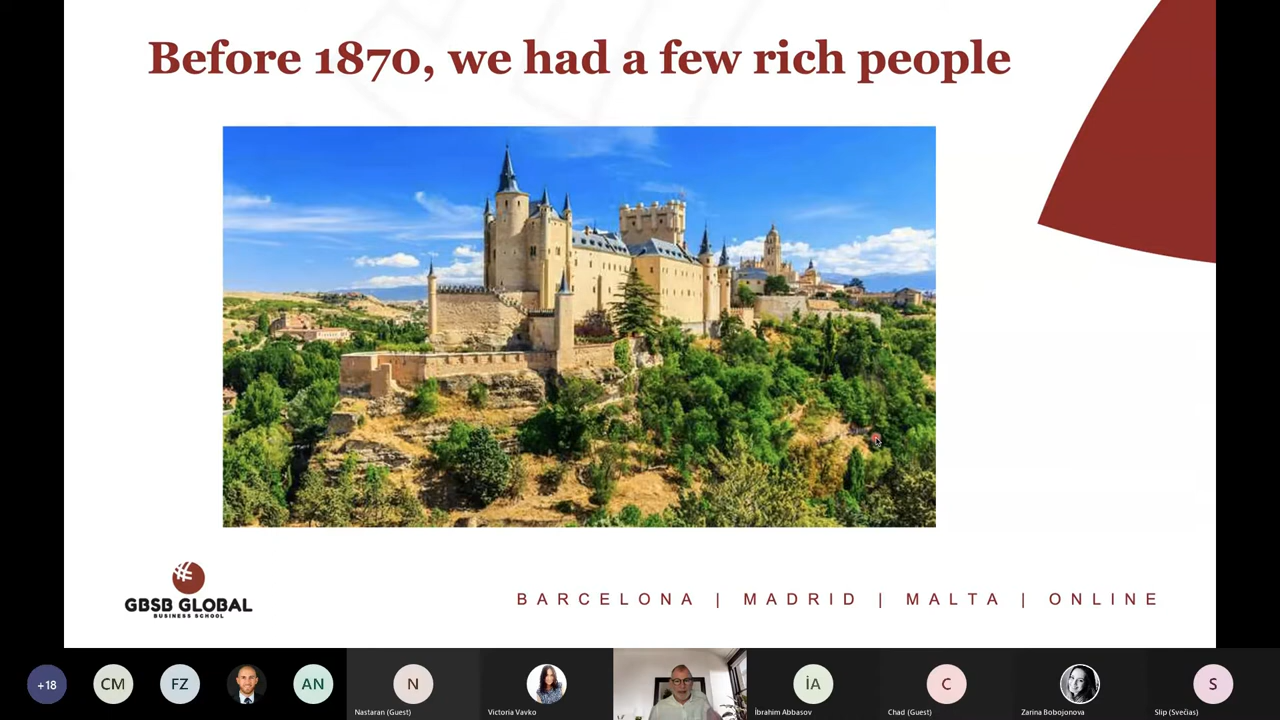 Before 1870, we had a few rich people
GBSB GLOBAL
BUSINESS SCHOOL
BARCELONA | MADRID | MALTA | ONLINE
+18
CM
FZ
AN
N
İA
C
S
Nastaran (Guest)
Victoria Vavko
İbrahim Abbasov
Chad (Guest)
Zarina Bobojonova
Slip (Svečias)